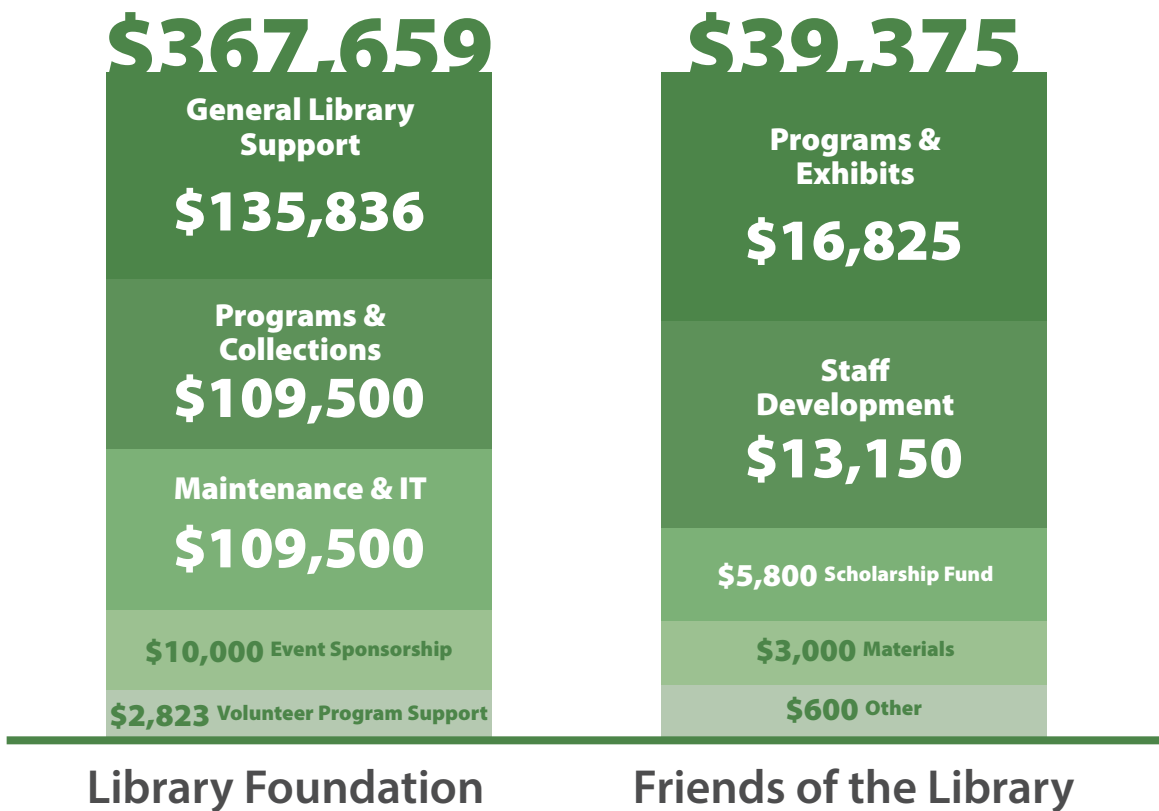 $367,659
General Library
Support
$135,836
Programs &
Collections
$109,500
Maintenance & IT
$109,500
$10,000 Event Sponsorship
$2,823 Volunteer Program Support
Library Foundation
$39,375
Programs &
Exhibits
$16,825
Staff
Development
$13,150
$5,800 Scholarship Fund
$3,000 Materials
$600 Other
Friends of the Library